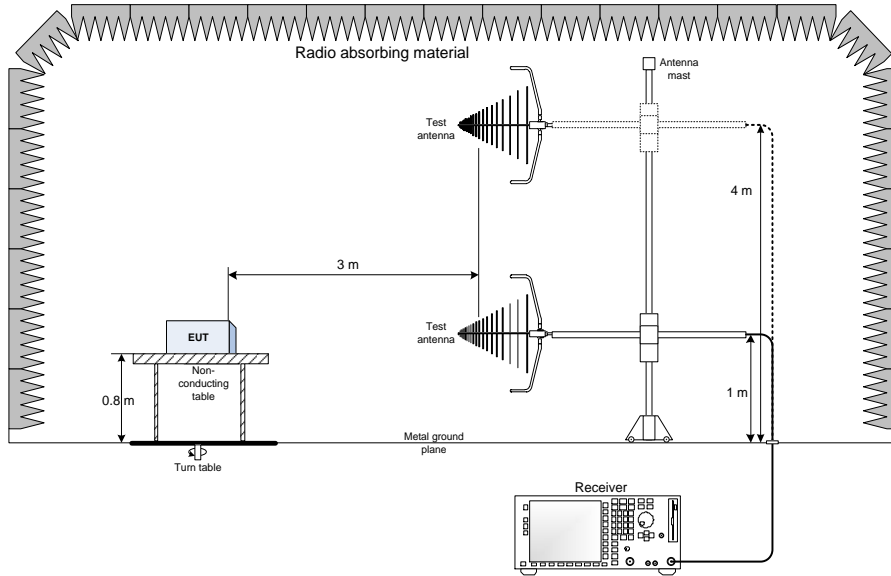 Radio absorbing material
Antenna
mast
Test
antenna
4 m
3 m
EUT
Test
antenna
Non-
conducting
table
0.8 m
1 m
Metal ground
plane
Turn table
Receiver